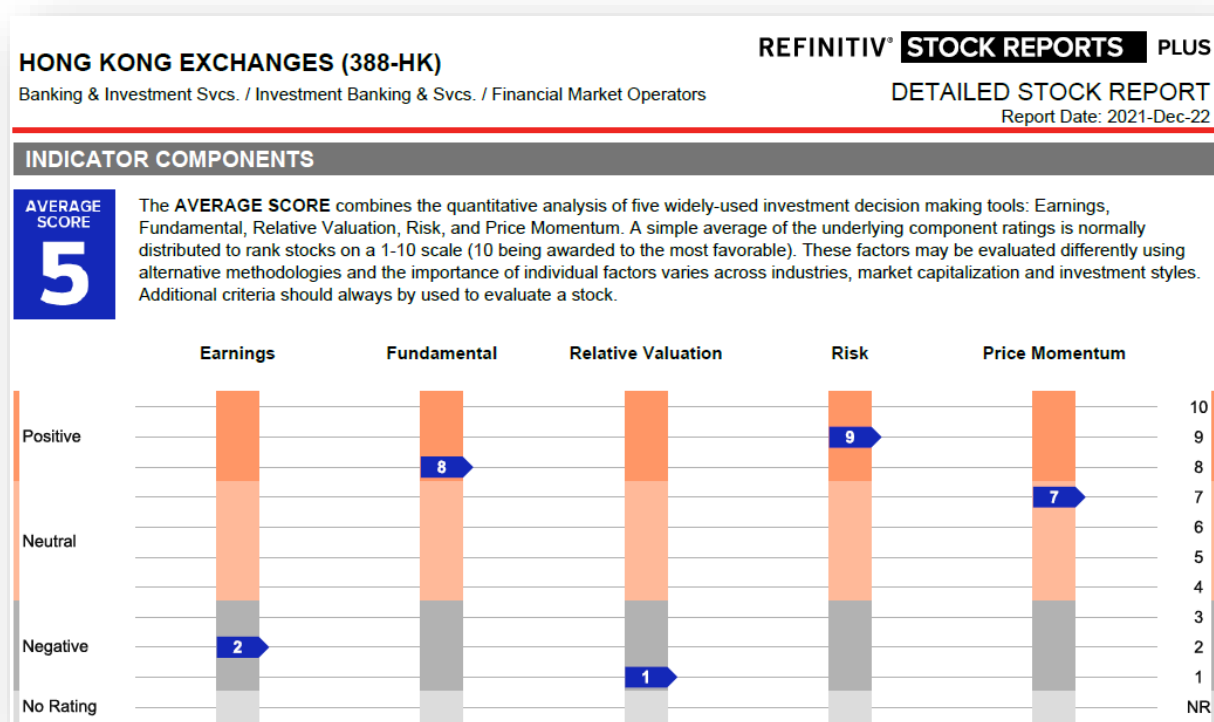 REFINITIV® STOCK REPORTS PLUS
HONG KONG EXCHANGES (388-HK)
Banking & Investment Svcs. / Investment Banking & Svcs. / Financial Market Operators
DETAILED STOCK REPORT
Report Date: 2021-Dec-22
INDICATOR COMPONENTS
AVERAGE
SCORE
5
The AVERAGE SCORE combines the quantitative analysis of five widely-used investment decision making tools: Earnings,
Fundamental, Relative Valuation, Risk, and Price Momentum. A simple average of the underlying component ratings is normally
distributed to rank stocks on a 1-10 scale (10 being awarded to the most favorable). These factors may be evaluated differently using
alternative methodologies and the importance of individual factors varies across industries, market capitalization and investment styles.
Additional criteria should always by used to evaluate a stock.
Earnings Fundamental Relative Valuation Risk Price Momentum
10
Positive 9 9
8 8
7 7
6
Neutral
5
4
3
Negative 2 2
1 1
No Rating NR